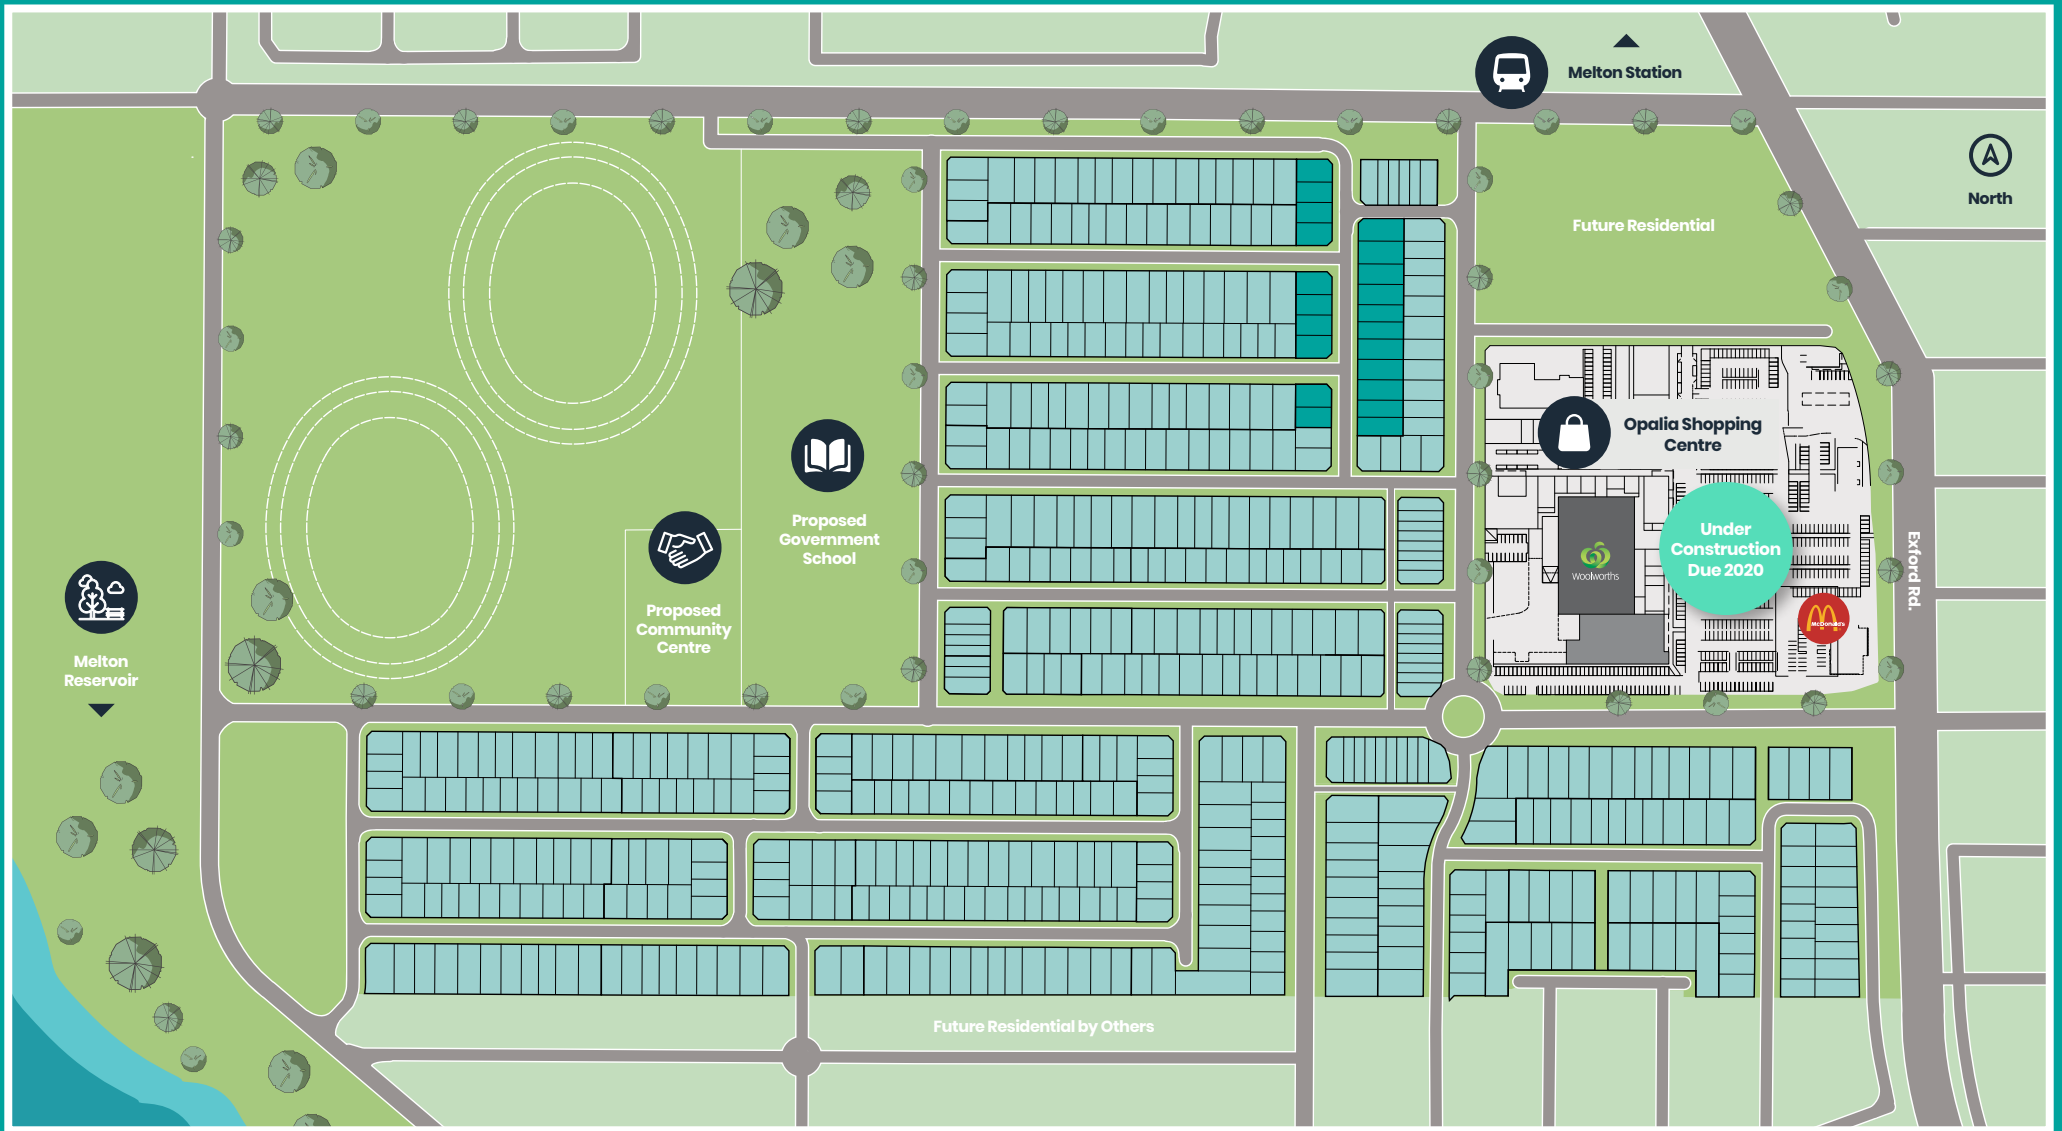 Melton Station
North
Future Residential
Opalia Shopping
Centre
Under
Construction
Due 2020
woolworths
McDonald's
Exford Rd.
Proposed
Government
School
Proposed
Community
Centre
Melton
Reservoir
Future Residential by Others